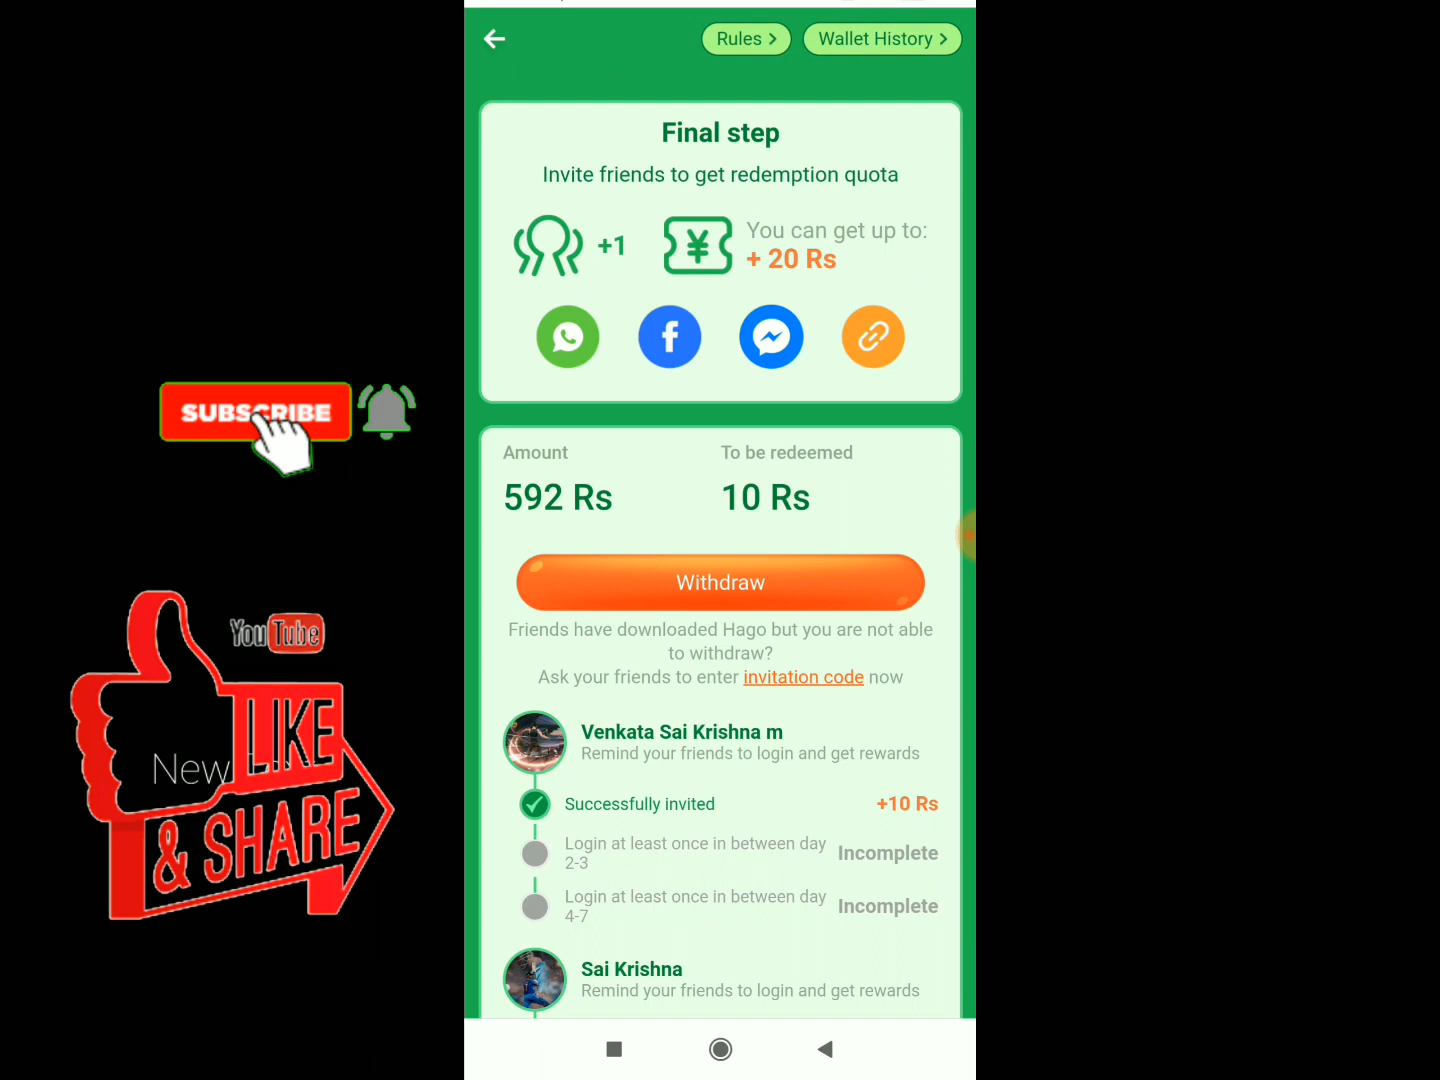 Rules >
Wallet History >
Final step
Invite friends to get redemption quota
+1
¥
You can get up to:
+ 20 Rs
SUBSCRIBE
Amount
To be redeemed
592 Rs
10 Rs
Withdraw
Friends have downloaded Hago but you are not able
to withdraw?
Ask your friends to enter invitation code now
YouTube
LIKE
& SHARE
New
Venkata Sai Krishna m
Remind your friends to login and get rewards
Successfully invited
+10 Rs
Login at least once in between day
2-3
Incomplete
Login at least once in between day
4-7
Incomplete
Sai Krishna
Remind your friends to login and get rewards